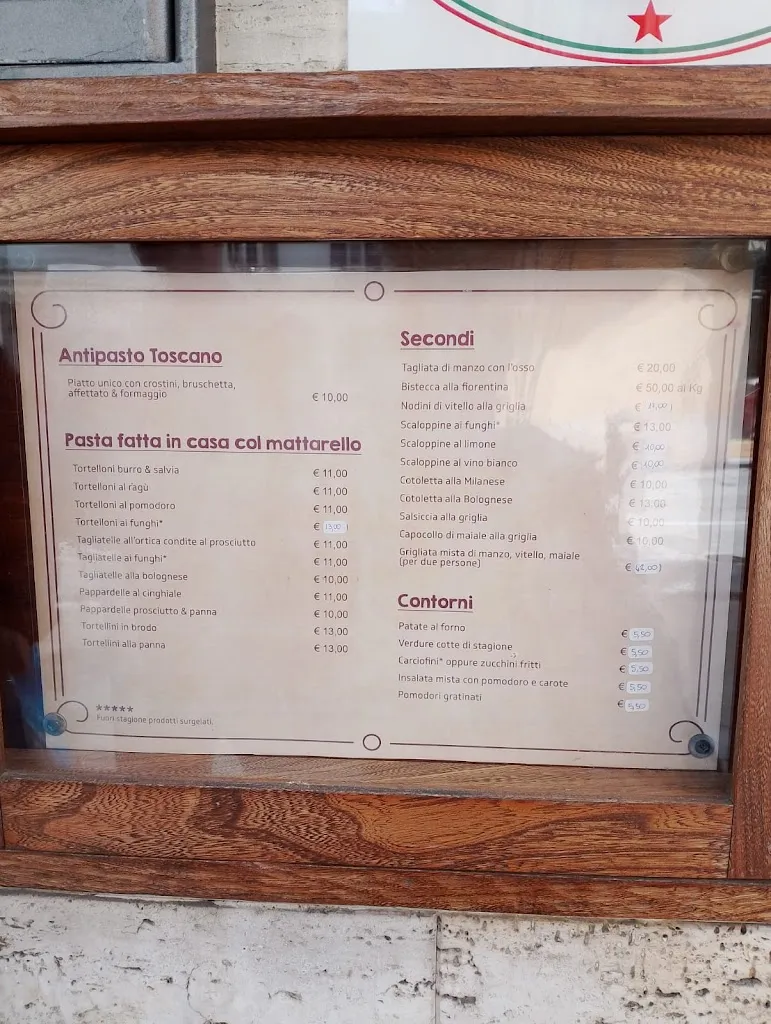 Antipasto Toscano
Piatto unico con crostini, bruschetta,
affettato & formaggio € 10,00
Pasta fatta in casa col mattarello
Tortelloni burro & salvia € 11,00
Tortelloni al ragù € 11,00
Tortelloni al pomodoro € 11,00
Tortelloni ai funghi* € 13,00
Tagliatelle all'ortica condite al prosciutto € 11,00
Tagliatelle ai funghi* € 11,00
Tagliatelle alla bolognese € 10,00
Pappardelle al cinghiale € 11,00
Pappardelle prosciutto & panna € 10,00
Tortellini in brodo € 13,00
Tortellini alla panna € 13,00
*****
Fuori stagione prodotti surgelati.
Secondi
Tagliata di manzo con l'osso € 20,00
Bistecca alla fiorentina € 50,00 al Kg
Nodini di vitello alla griglia €
Scaloppine ai funghi* € 13,00
Scaloppine al limone € 10,00
Scaloppine al vino bianco € 10,00
Cotoletta alla Milanese € 10,00
Cotoletta alla Bolognese € 13,00
Salsiccia alla griglia € 10,00
Capocollo di maiale alla griglia € 10,00
Grigliata mista di manzo, vitello, maiale
(per due persone) € 42,00
Contorni
Patate al forno € 5,50
Verdure cotte di stagione € 5,50
Carciofini* oppure zucchini fritti € 5,50
Insalata mista con pomodoro e carote € 5,50
Pomodori gratinati € 5,50